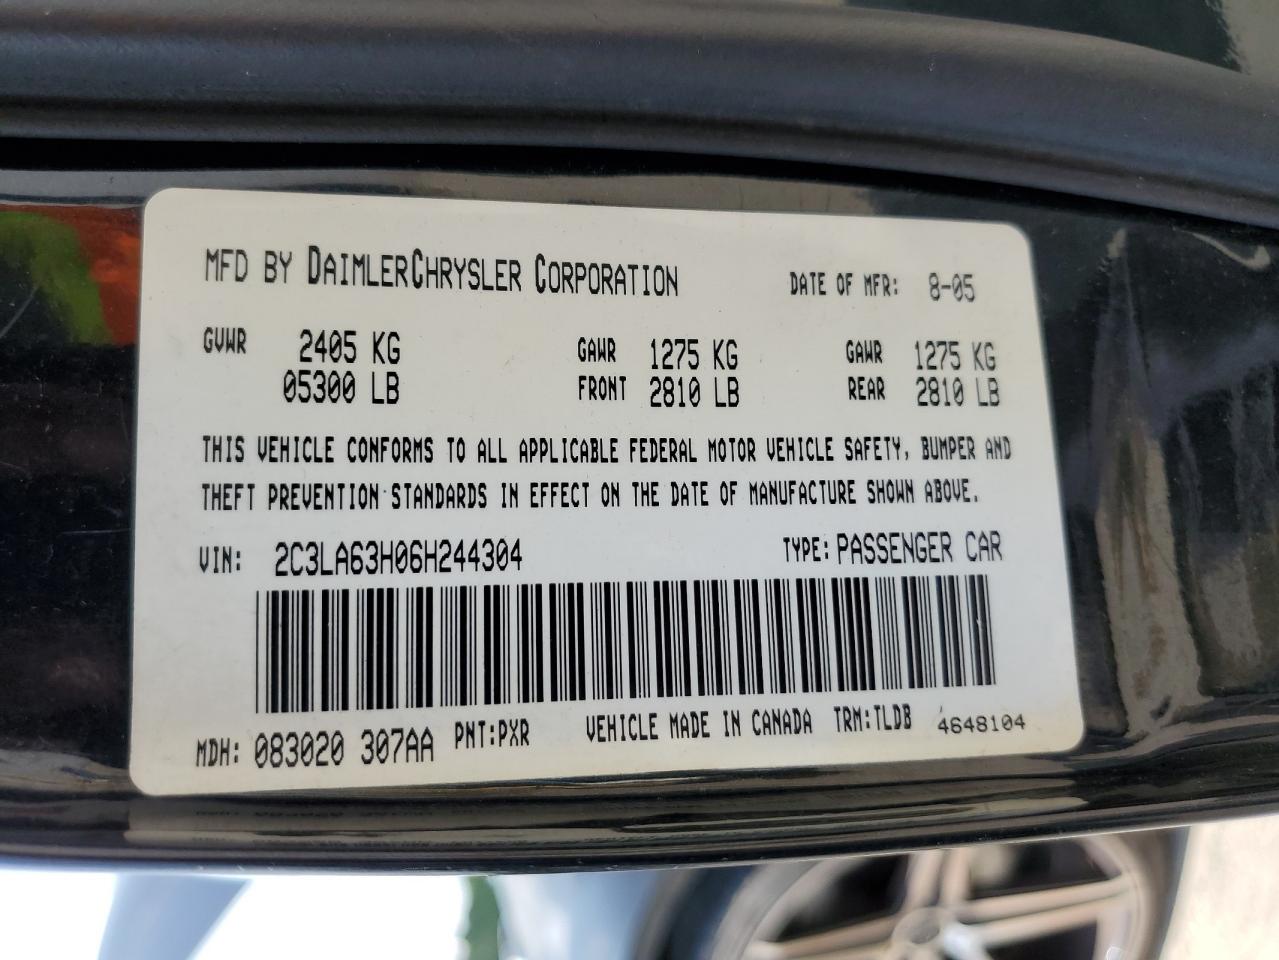 MFD BY DAIMLERCHRYSLER CORPORATION DATE OF MFR: 8-05
GVWR 2405 KG GAWR 1275 KG GAWR 1275 KG
05300 LB FRONT 2810 LB REAR 2810 LB
THIS VEHICLE CONFORMS TO ALL APPLICABLE FEDERAL MOTOR VEHICLE SAFETY, BUMPER AND
THEFT PREVENTION STANDARDS IN EFFECT ON THE DATE OF MANUFACTURE SHOWN ABOVE.
VIN: 2C3LA63H06H244304 TYPE: PASSENGER CAR
MDH: 083020 307AA PNT:PXR VEHICLE MADE IN CANADA TRM:TLDB 4648104